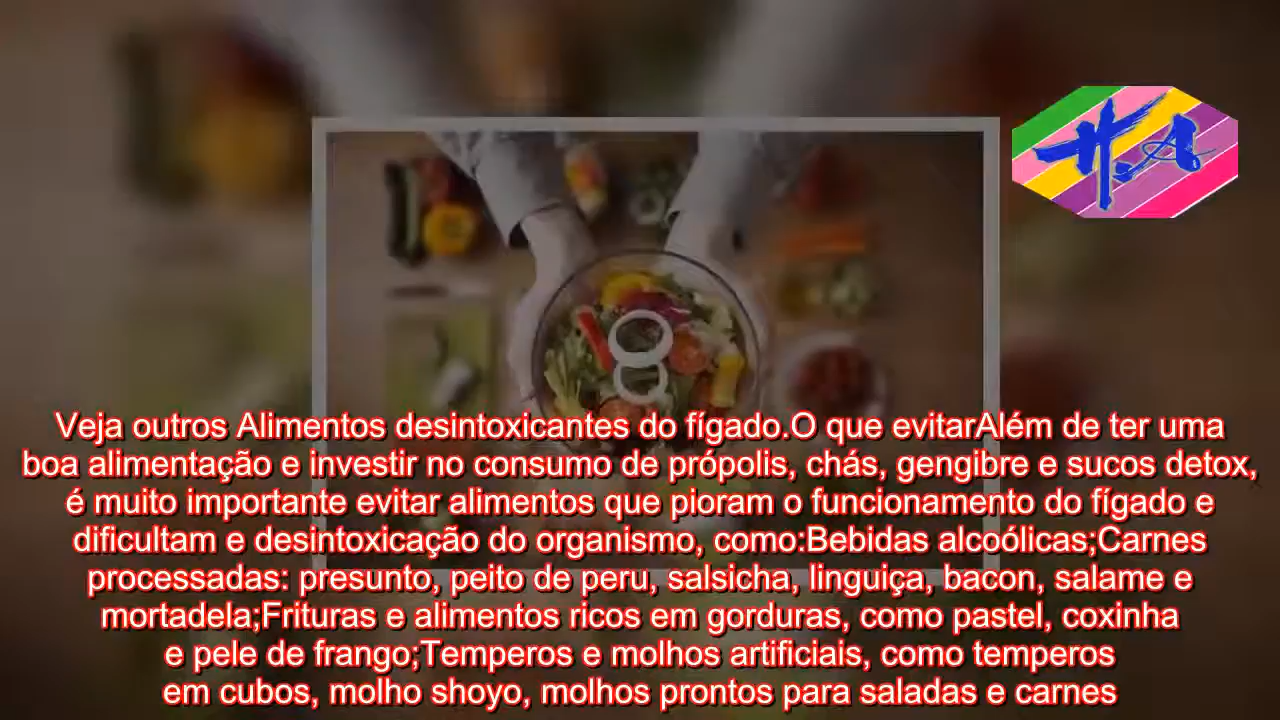 H.A
Veja outros Alimentos desintoxicantes do fígado.O que evitarAlém de ter uma
boa alimentação e investir no consumo de própolis, chás, gengibre e sucos detox,
é muito importante evitar alimentos que pioram o funcionamento do fígado e
dificultam e desintoxicação do organismo, como:Bebidas alcoólicas;Carnes
processadas: presunto, peito de peru, salsicha, linguiça, bacon, salame e
mortadela;Frituras e alimentos ricos em gorduras, como pastel, coxinha
e pele de frango;Temperos e molhos artificiais, como temperos
em cubos, molho shoyo, molhos prontos para saladas e carnes